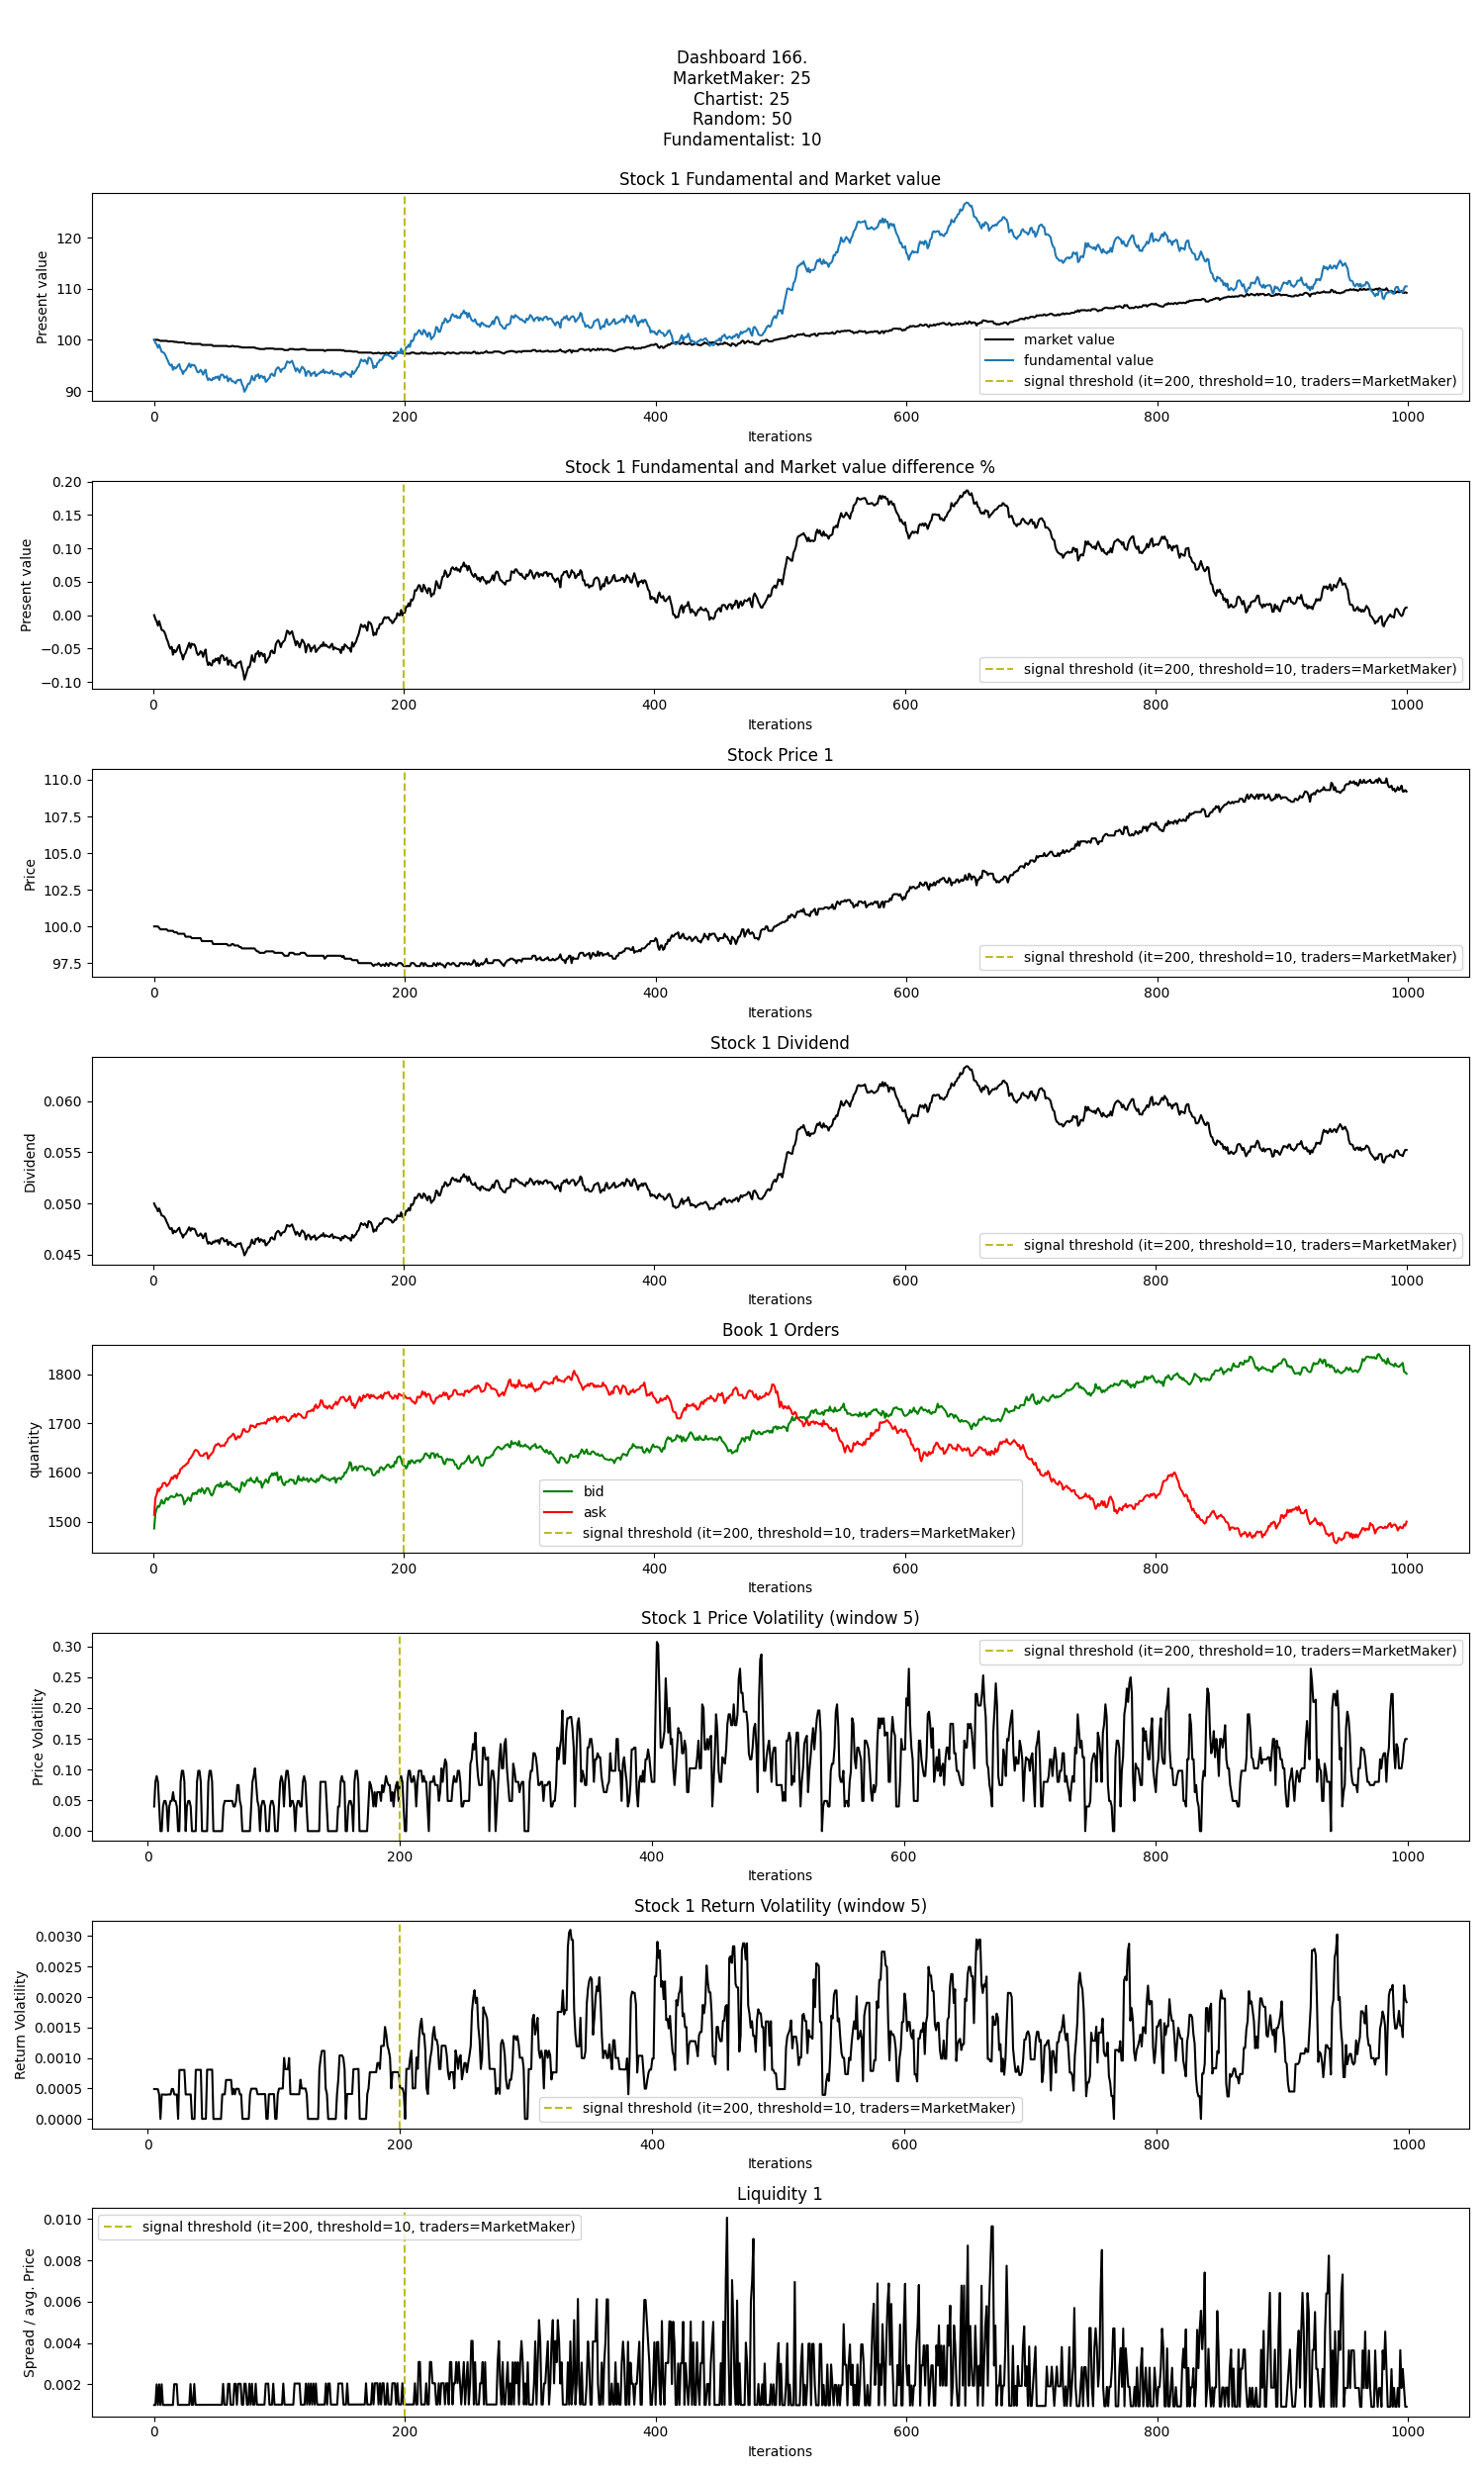 Dashboard 166.
MarketMaker: 25
Chartist: 25
Random: 50
Fundamentalist: 10
Stock 1 Fundamental and Market value
Present value
120
110
100
90
market value
fundamental value
signal threshold (it=200, threshold=10, traders=MarketMaker)
0 200 400 600 800 1000
Iterations
Stock 1 Fundamental and Market value difference %
Present value
0.20
0.15
0.10
0.05
0.00
−0.05
−0.10
signal threshold (it=200, threshold=10, traders=MarketMaker)
0 200 400 600 800 1000
Iterations
Stock Price 1
Price
110.0
107.5
105.0
102.5
100.0
97.5
signal threshold (it=200, threshold=10, traders=MarketMaker)
0 200 400 600 800 1000
Iterations
Stock 1 Dividend
Dividend
0.060
0.055
0.050
0.045
signal threshold (it=200, threshold=10, traders=MarketMaker)
0 200 400 600 800 1000
Iterations
Book 1 Orders
quantity
1800
1700
1600
1500
bid
ask
signal threshold (it=200, threshold=10, traders=MarketMaker)
0 200 400 600 800 1000
Iterations
Stock 1 Price Volatility (window 5)
Price Volatility
0.30
0.25
0.20
0.15
0.10
0.05
0.00
signal threshold (it=200, threshold=10, traders=MarketMaker)
0 200 400 600 800 1000
Iterations
Stock 1 Return Volatility (window 5)
Return Volatility
0.0030
0.0025
0.0020
0.0015
0.0010
0.0005
0.0000
signal threshold (it=200, threshold=10, traders=MarketMaker)
0 200 400 600 800 1000
Iterations
Liquidity 1
Spread / avg. Price
0.010
0.008
0.006
0.004
0.002
signal threshold (it=200, threshold=10, traders=MarketMaker)
0 200 400 600 800 1000
Iterations